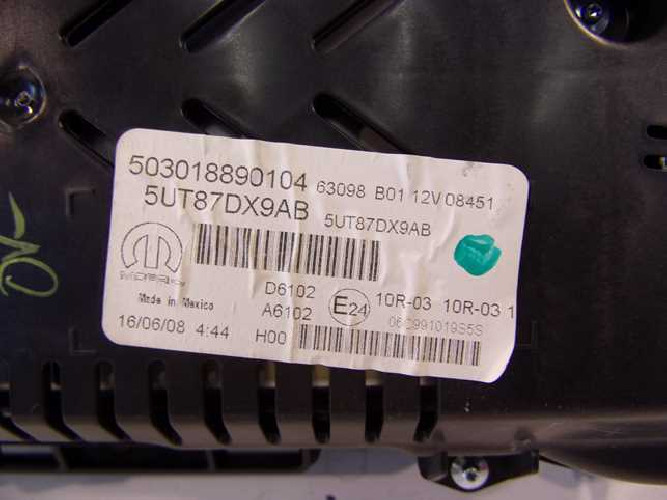 503018890104 63098 B01 12V 08451
5UT87DX9AB 5UT87DX9AB
MOPAR
D6102
Made in Mexico A6102 E24 10R-03 10R-03 1
16/06/08 4:44 H00